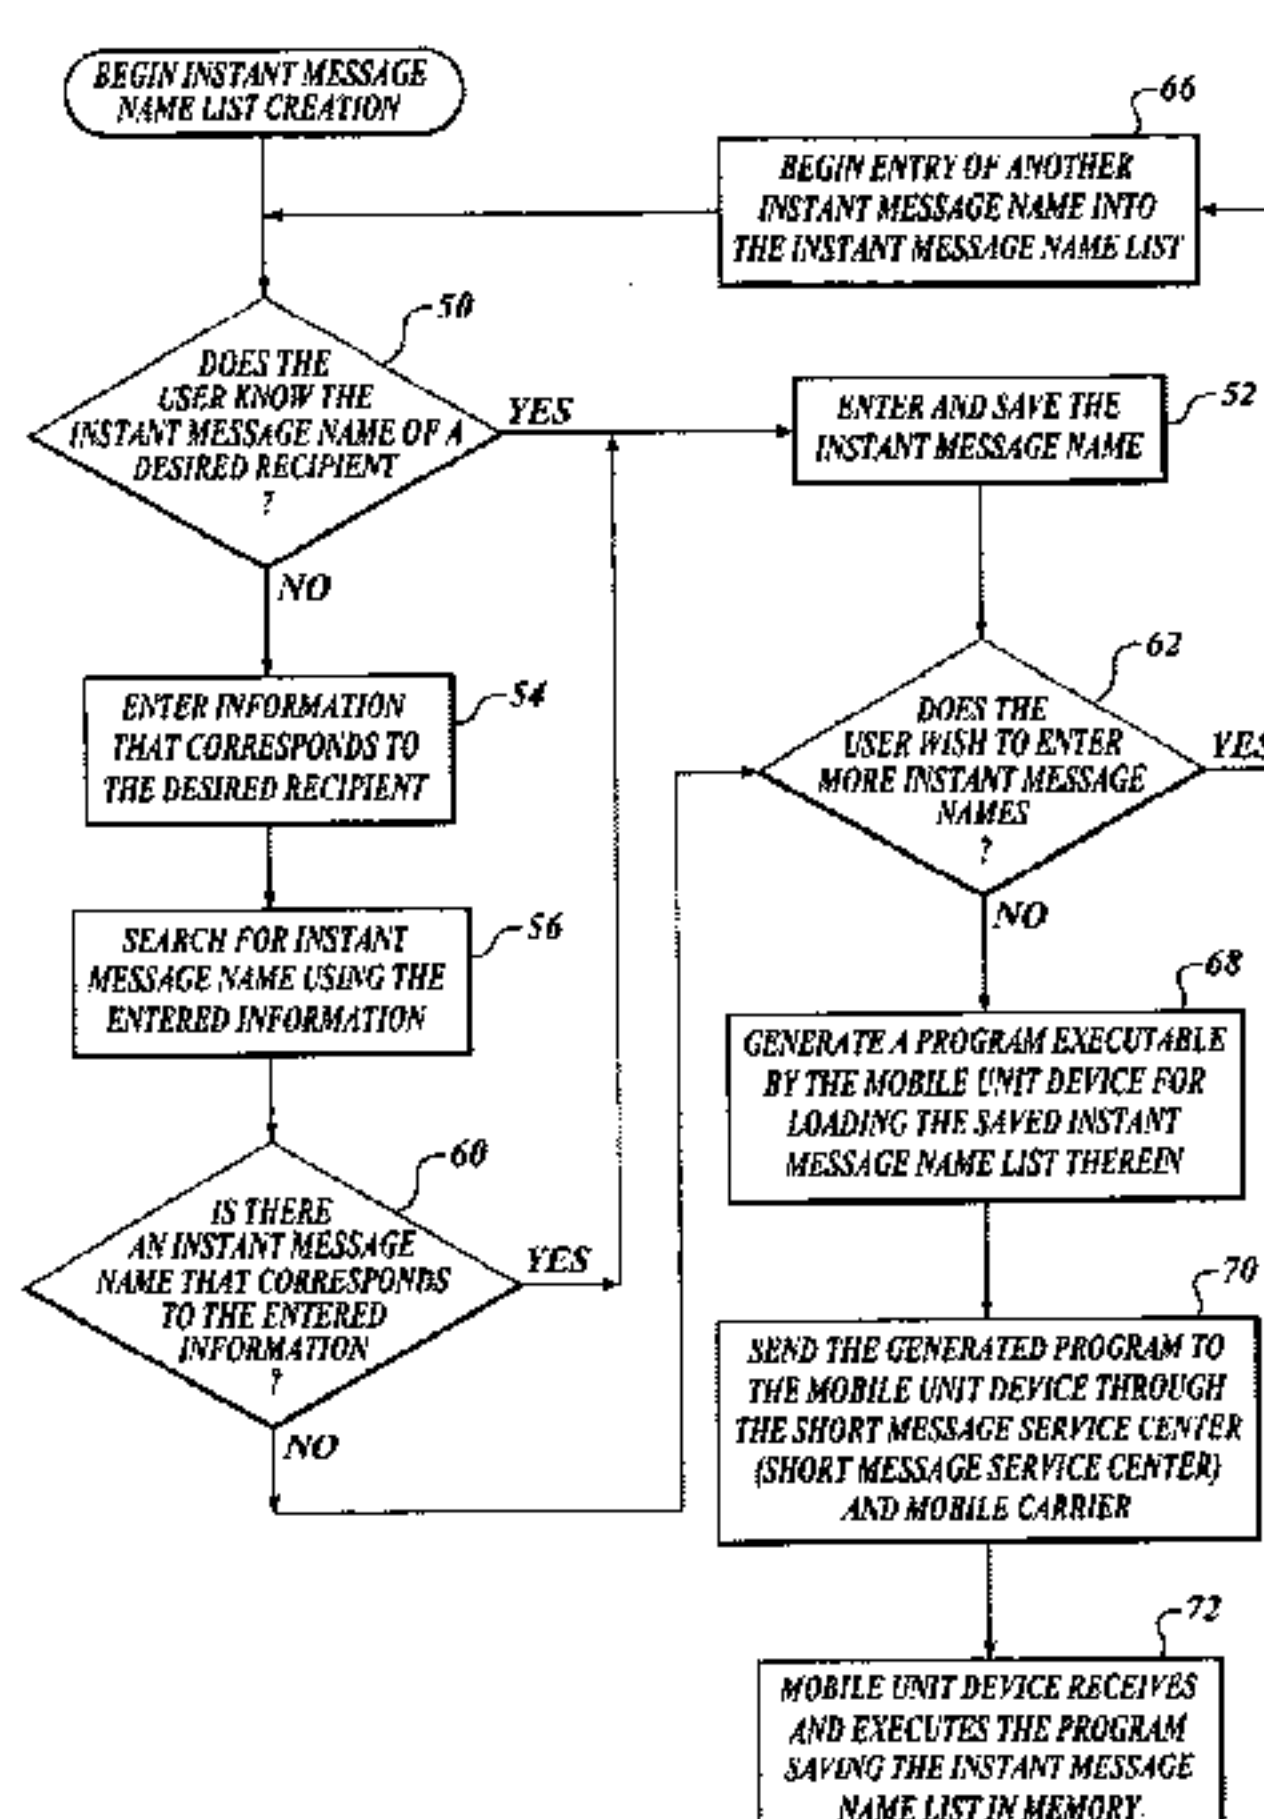 BEGIN INSTANT MESSAGE
NAME LIST CREATION
66
BEGIN ENTRY OF ANOTHER
INSTANT MESSAGE NAME INTO
THE INSTANT MESSAGE NAME LIST
50
DOES THE
USER KNOW THE
INSTANT MESSAGE NAME OF A
DESIRED RECIPIENT
?
YES
52
ENTER AND SAVE THE
INSTANT MESSAGE NAME
NO
54
ENTER INFORMATION
THAT CORRESPONDS TO
THE DESIRED RECIPIENT
62
DOES THE
USER WISH TO ENTER
MORE INSTANT MESSAGE
NAMES
?
YES
NO
56
SEARCH FOR INSTANT
MESSAGE NAME USING THE
ENTERED INFORMATION
68
GENERATE A PROGRAM EXECUTABLE
BY THE MOBILE UNIT DEVICE FOR
LOADING THE SAVED INSTANT
MESSAGE NAME LIST THEREIN
60
IS THERE
AN INSTANT MESSAGE
NAME THAT CORRESPONDS
TO THE ENTERED
INFORMATION
?
YES
NO
70
SEND THE GENERATED PROGRAM TO
THE MOBILE UNIT DEVICE THROUGH
THE SHORT MESSAGE SERVICE CENTER
(SHORT MESSAGE SERVICE CENTER)
AND MOBILE CARRIER
72
MOBILE UNIT DEVICE RECEIVES
AND EXECUTES THE PROGRAM
SAVING THE INSTANT MESSAGE
NAME LIST IN MEMORY.